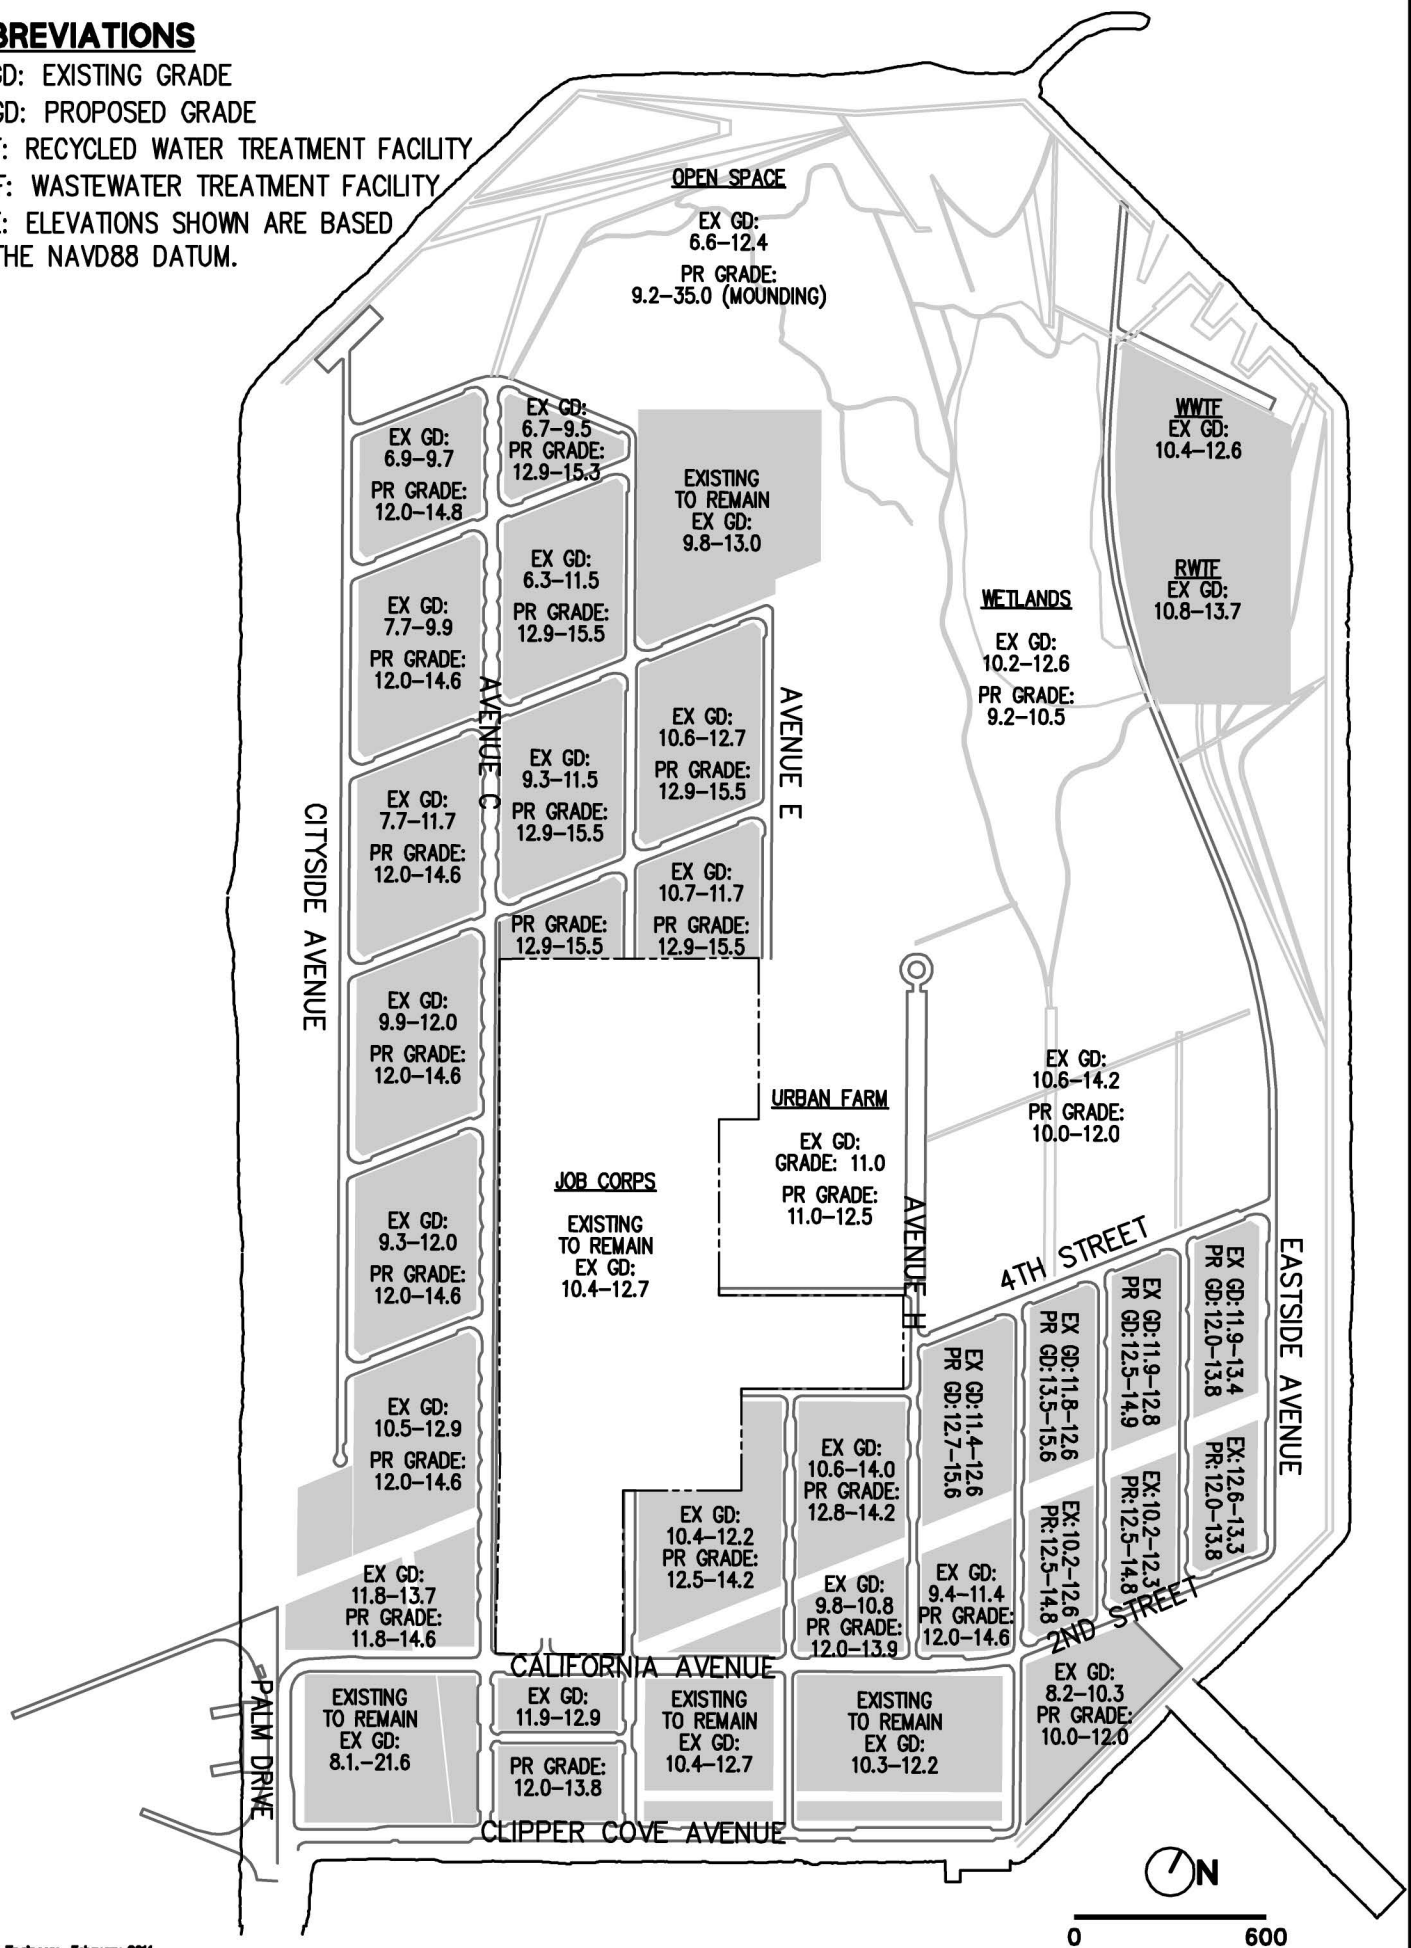 BREVIATIONS
GD: EXISTING GRADE
GD: PROPOSED GRADE
: RECYCLED WATER TREATMENT FACILITY
F: WASTEWATER TREATMENT FACILITY
E: ELEVATIONS SHOWN ARE BASED
THE NAVD88 DATUM.
OPEN SPACE
EX GD:
6.6-12.4
PR GRADE:
9.2-35.0 (MOUNDING)
EX GD:
6.9-9.7
PR GRADE:
12.0-14.8
EX GD:
6.7-9.5
PR GRADE:
12.9-15.3
EXISTING
TO REMAIN
EX GD:
9.8-13.0
WWTF
EX GD:
10.4-12.6
RWTF
EX GD:
10.8-13.7
WETLANDS
EX GD:
10.2-12.6
PR GRADE:
9.2-10.5
EX GD:
6.3-11.5
PR GRADE:
12.9-15.5
EX GD:
7.7-9.9
PR GRADE:
12.0-14.6
AVENUE C
EX GD:
10.6-12.7
PR GRADE:
12.9-15.5
AVENUE E
EX GD:
9.3-11.5
PR GRADE:
12.9-15.5
EX GD:
7.7-11.7
PR GRADE:
12.0-14.6
CITYSIDE AVENUE
EX GD:
10.7-11.7
PR GRADE:
12.9-15.5
PR GRADE:
12.9-15.5
EX GD:
9.9-12.0
PR GRADE:
12.0-14.6
EX GD:
10.6-14.2
PR GRADE:
10.0-12.0
URBAN FARM
EX GD:
GRADE: 11.0
PR GRADE:
11.0-12.5
JOB CORPS
EXISTING
TO REMAIN
EX GD:
10.4-12.7
AVENUE H
4TH STREET
EASTSIDE AVENUE
EX GD:
9.3-12.0
PR GRADE:
12.0-14.6
EX GD:11.9-13.4
PR GD:12.0-13.8
EX GD:11.9-12.8
PR GD:12.5-14.9
EX GD:11.8-12.6
PR GD:13.5-15.6
EX GD:11.4-12.6
PR GD:12.7-15.6
EX GD:
10.5-12.9
PR GRADE:
12.0-14.6
EX GD:
10.6-14.0
PR GRADE:
12.8-14.2
EX:12.6-13.3
PR:12.0-13.8
EX:10.2-12.3
PR:12.5-14.8
EX:10.2-12.6
PR:12.5-14.8
EX GD:
10.4-12.2
PR GRADE:
12.5-14.2
EX GD:
11.8-13.7
PR GRADE:
11.8-14.6
EX GD:
9.8-10.8
PR GRADE:
12.0-13.9
EX GD:
9.4-11.4
PR GRADE:
12.0-14.6
2ND STREET
CALIFORNIA AVENUE
PALM DRIVE
EXISTING
TO REMAIN
EX GD:
8.1.-21.6
EX GD:
11.9-12.9
PR GRADE:
12.0-13.8
EXISTING
TO REMAIN
EX GD:
10.4-12.7
EXISTING
TO REMAIN
EX GD:
10.3-12.2
EX GD:
8.2-10.3
PR GRADE:
10.0-12.0
CLIPPER COVE AVENUE
N
0 600